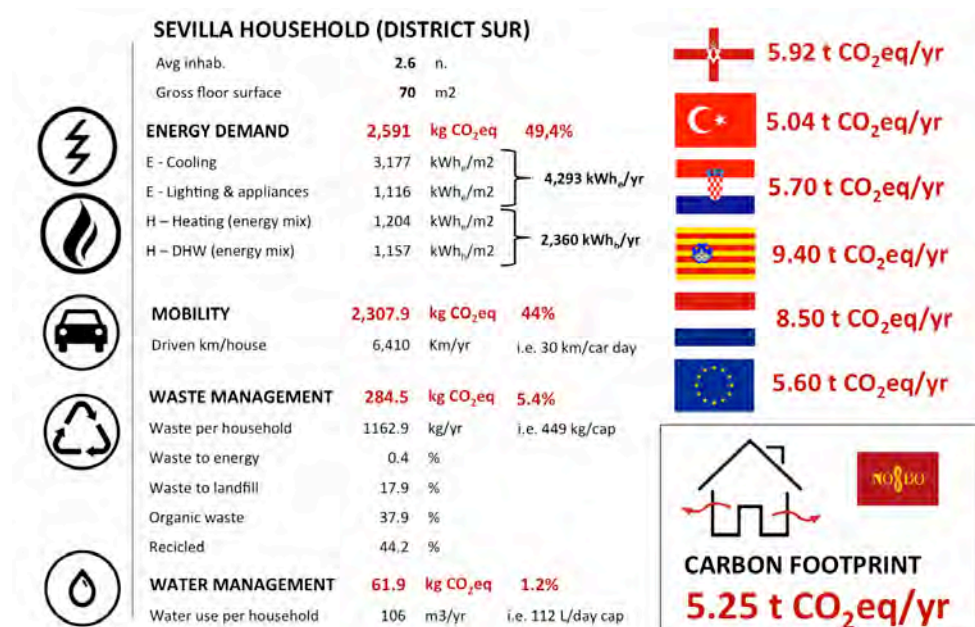 SEVILLA HOUSEHOLD (DISTRICT SUR)
Avg inhab. 2.6 n.
Gross floor surface 70 m2
ENERGY DEMAND 2,591 kg CO₂eq 49,4%
E - Cooling 3,177 kWhₑ/m2
E - Lighting & appliances 1,116 kWhₑ/m2
4,293 kWhₑ/yr
H – Heating (energy mix) 1,204 kWhₕ/m2
H – DHW (energy mix) 1,157 kWhₕ/m2
2,360 kWhₕ/yr
MOBILITY 2,307.9 kg CO₂eq 44%
Driven km/house 6,410 Km/yr i.e. 30 km/car day
WASTE MANAGEMENT 284.5 kg CO₂eq 5.4%
Waste per household 1162.9 kg/yr i.e. 449 kg/cap
Waste to energy 0.4 %
Waste to landfill 17.9 %
Organic waste 37.9 %
Recicled 44.2 %
WATER MANAGEMENT 61.9 kg CO₂eq 1.2%
Water use per household 106 m3/yr i.e. 112 L/day cap
5.92 t CO₂eq/yr
5.04 t CO₂eq/yr
5.70 t CO₂eq/yr
9.40 t CO₂eq/yr
8.50 t CO₂eq/yr
5.60 t CO₂eq/yr
NO8DO
CARBON FOOTPRINT
5.25 t CO₂eq/yr